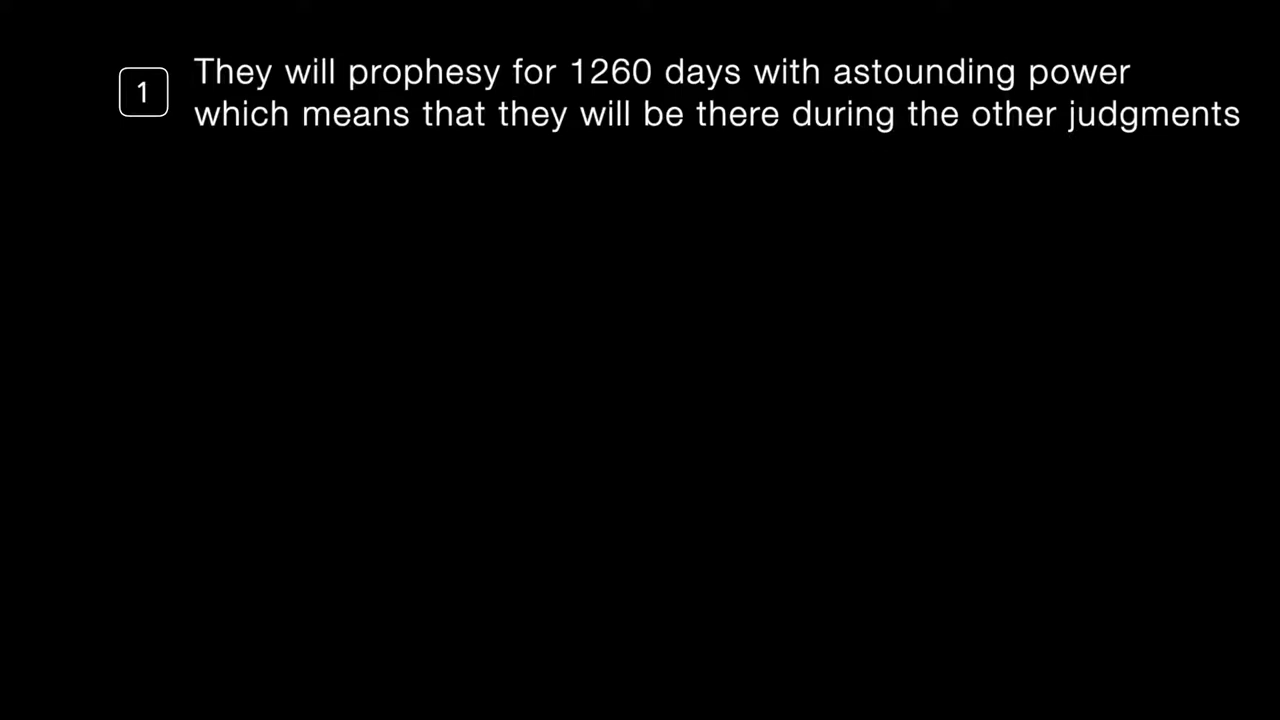 1
They will prophesy for 1260 days with astounding power
which means that they will be there during the other judgments